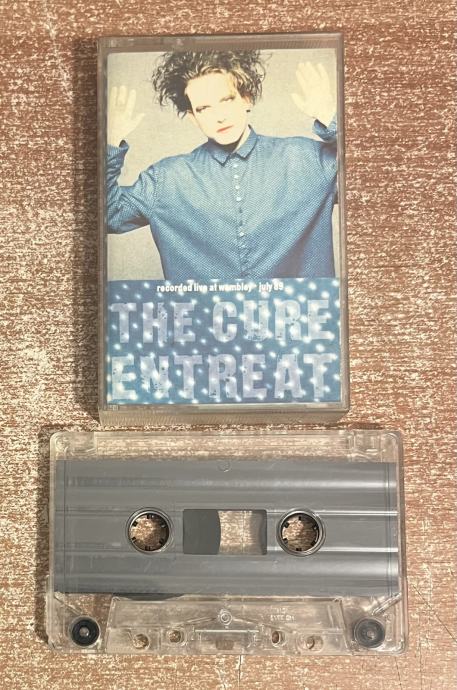 recorded live at wembley - july 89
THE CURE
ENTREAT